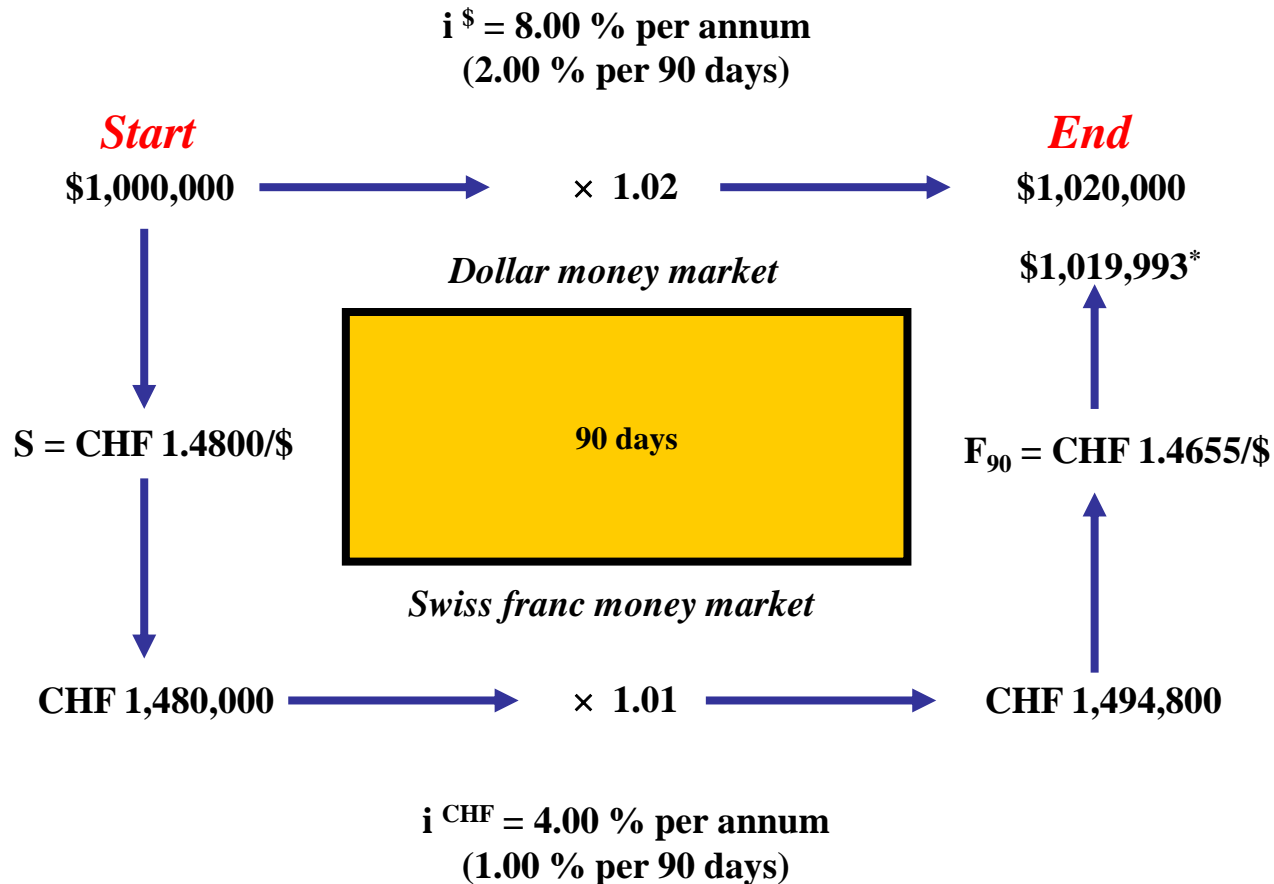 i $ = 8.00 % per annum
(2.00 % per 90 days)
Start
End
$1,000,000
× 1.02
$1,020,000
Dollar money market
$1,019,993*
S = CHF 1.4800/$
90 days
F90 = CHF 1.4655/$
Swiss franc money market
CHF 1,480,000
× 1.01
CHF 1,494,800
i CHF = 4.00 % per annum
(1.00 % per 90 days)